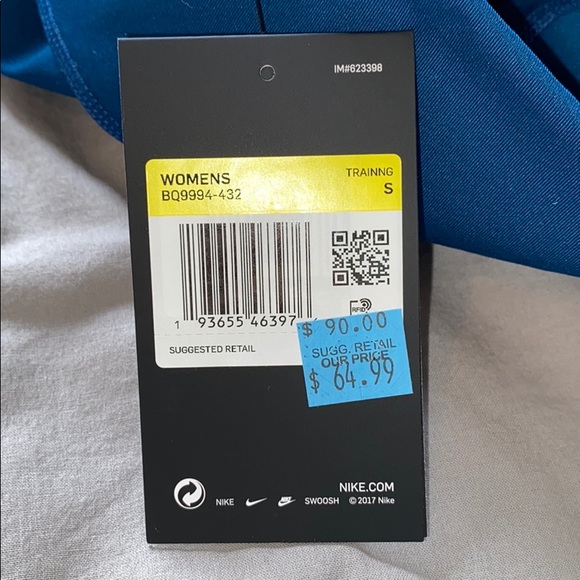 IM#623398
WOMENS TRAINNG
BQ9994-432 S
1 93655 46397
RFID
SUGGESTED RETAIL
$ 90.00
SUGG. RETAIL
OUR PRICE
$ 64.99
NIKE.COM
NIKE SWOOSH © 2017 Nike